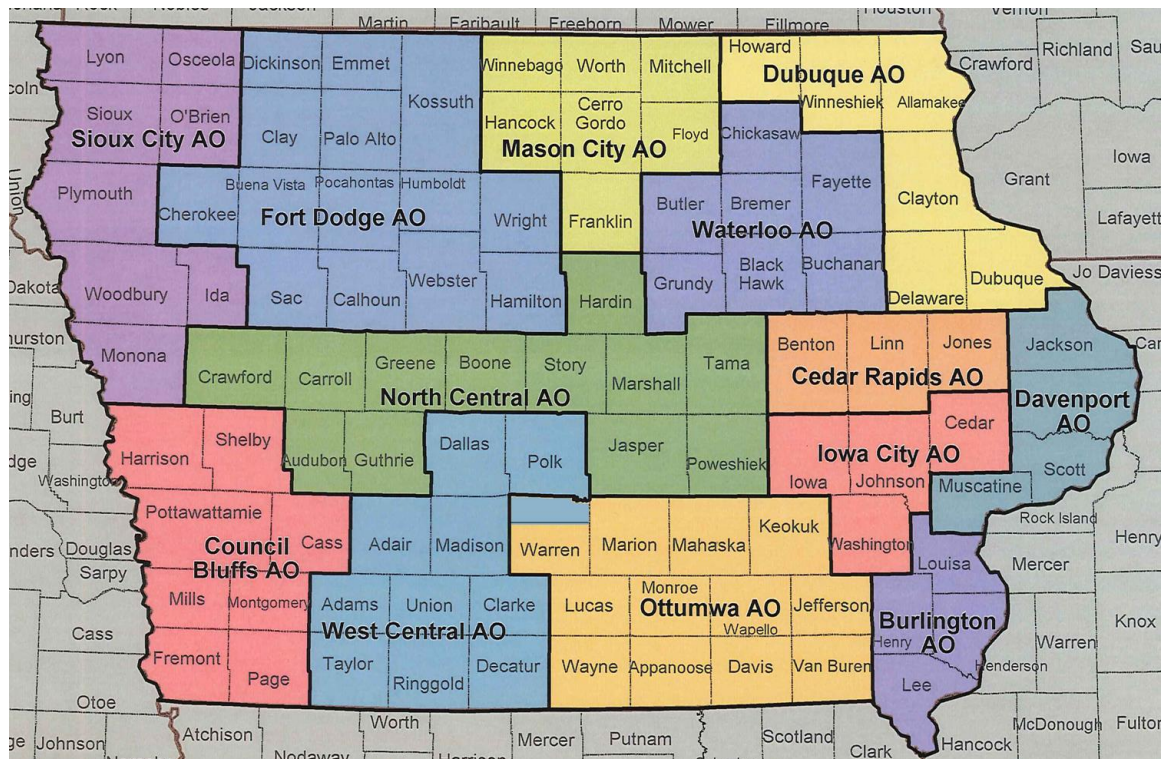 Martin
Faribault
Freeborn
Mower
Fillmore
Houston
Vernon
Lyon
Osceola
Dickinson
Emmet
Kossuth
Winnebago
Worth
Mitchell
Howard
Dubuque AO
Winneshiek
Allamakee
Crawford
Richland
Sioux
O'Brien
Sioux City AO
Clay
Palo Alto
Hancock
Cerro
Gordo
Floyd
Mason City AO
Chickasaw
Iowa
Union
Plymouth
Cherokee
Buena Vista
Pocahontas
Humboldt
Fort Dodge AO
Wright
Franklin
Butler
Bremer
Fayette
Waterloo AO
Clayton
Grant
Lafayett
Dakota
Woodbury
Ida
Sac
Calhoun
Webster
Hamilton
Hardin
Grundy
Black
Hawk
Buchanan
Delaware
Dubuque
Jo Daviess
Monona
Crawford
Carroll
Greene
Boone
Story
Marshall
Tama
North Central AO
Benton
Linn
Jones
Cedar Rapids AO
Jackson
Davenport
AO
Burt
Harrison
Shelby
Audubon
Guthrie
Dallas
Polk
Jasper
Poweshiek
Iowa City AO
Iowa
Johnson
Cedar
Scott
Muscatine
Washington
Pottawattamie
Cass
Council
Bluffs AO
Adair
Madison
Warren
Marion
Mahaska
Keokuk
Washington
Louisa
Rock Island
Henry
Mercer
Douglas
Sarpy
Mills
Montgomery
Adams
Union
Clarke
West Central AO
Lucas
Monroe
Ottumwa AO
Wapello
Jefferson
Burlington
AO
Henry
Knox
Warren
Henderson
Cass
Fremont
Page
Taylor
Ringgold
Decatur
Wayne
Appanoose
Davis
Van Buren
Lee
Otoe
Johnson
Atchison
Nodaway
Worth
Harrison
Mercer
Putnam
Scotland
Clark
Hancock
McDonough
Fulton